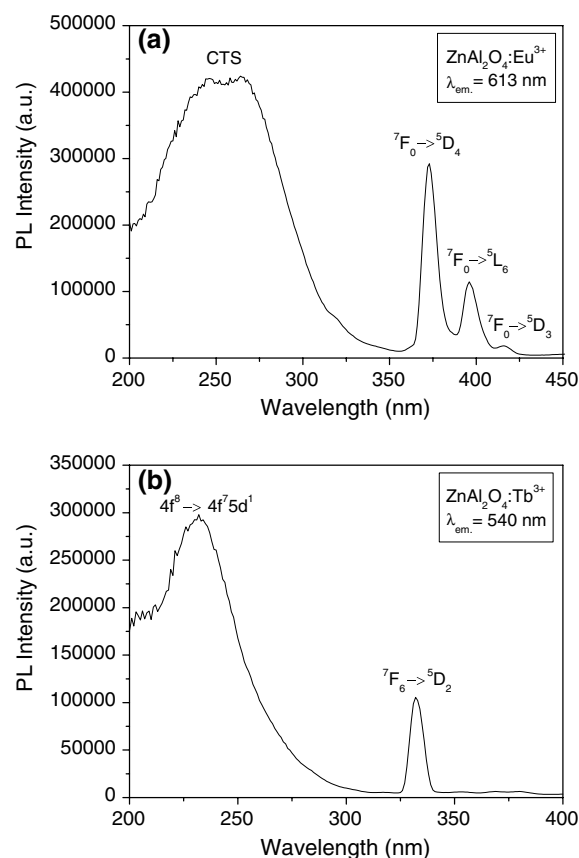 (a)
CTS
ZnAl₂O₄:Eu³⁺
λem.= 613 nm
⁷F₀->⁵D₄
⁷F₀->⁵L₆
⁷F₀->⁵D₃
500000
400000
300000
200000
100000
0
PL Intensity (a.u.)
200 250 300 350 400 450
Wavelength (nm)
(b)
4f⁸-> 4f⁷5d¹
ZnAl₂O₄:Tb³⁺
λem.= 540 nm
⁷F₆->⁵D₂
350000
300000
250000
200000
150000
100000
50000
0
PL Intensity (a.u.)
200 250 300 350 400
Wavelength (nm)